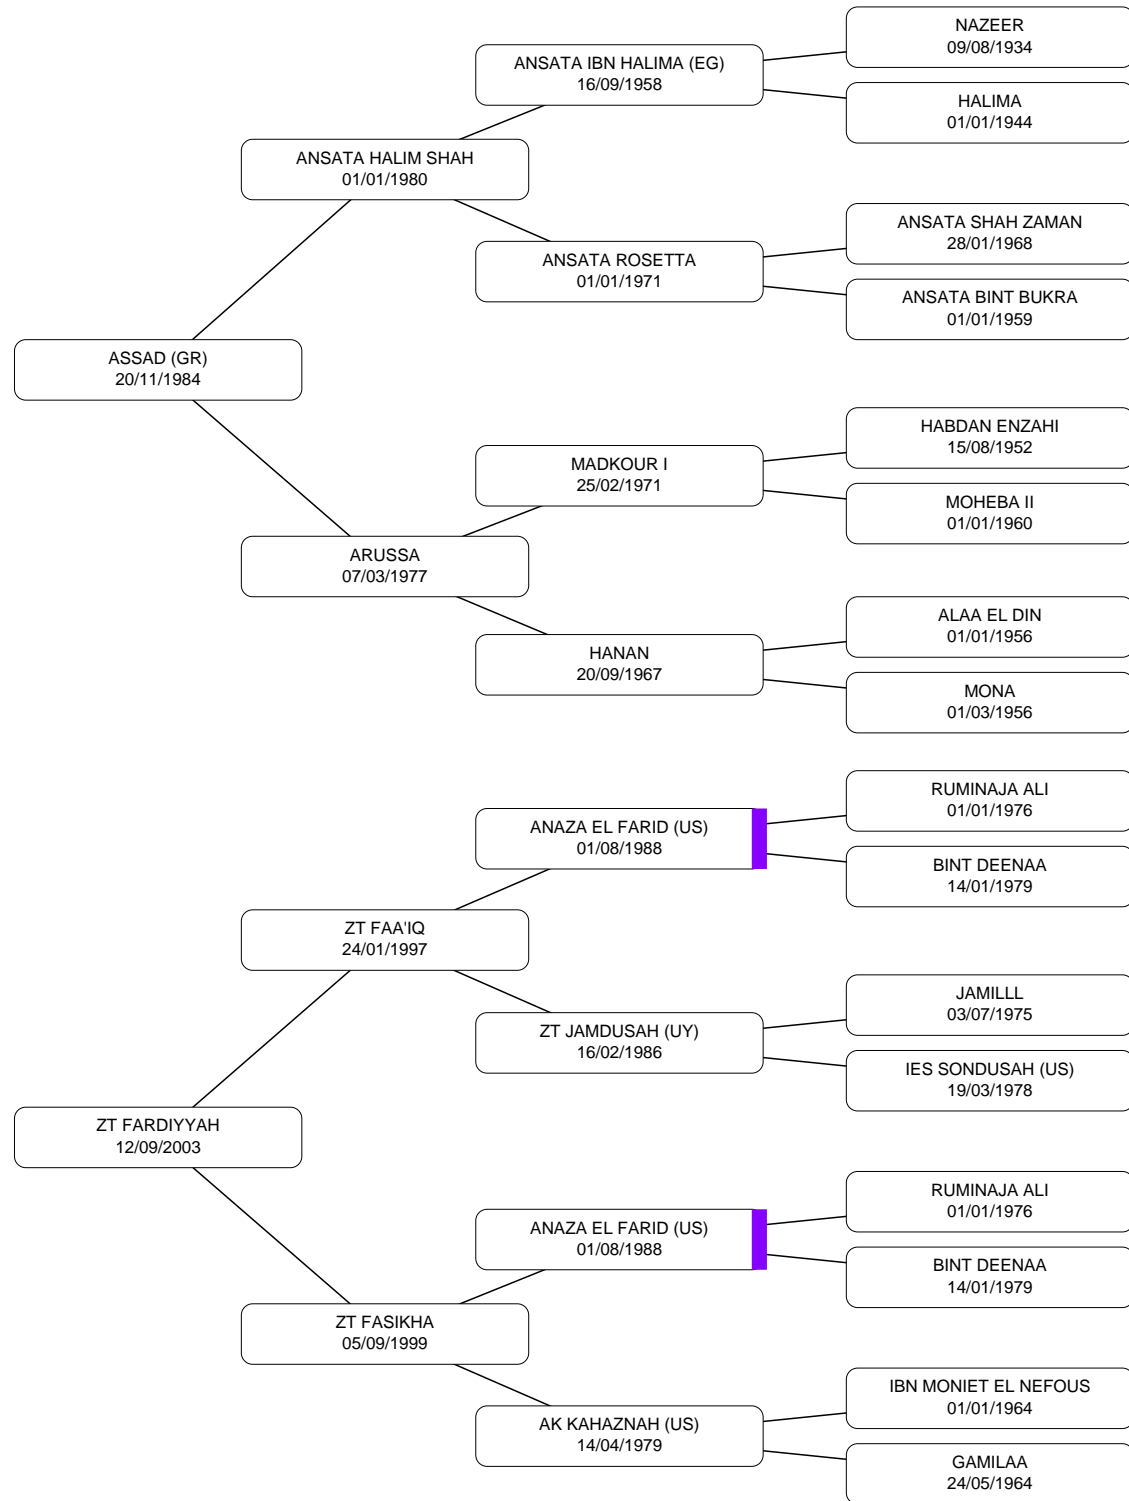 NAZEER
09/08/1934
ANSATA IBN HALIMA (EG)
16/09/1958
HALIMA
01/01/1944
ANSATA HALIM SHAH
01/01/1980
ANSATA SHAH ZAMAN
28/01/1968
ANSATA ROSETTA
01/01/1971
ANSATA BINT BUKRA
01/01/1959
ASSAD (GR)
20/11/1984
HABDAN ENZAHI
15/08/1952
MADKOUR I
25/02/1971
MOHEBA II
01/01/1960
ARUSSA
07/03/1977
ALAA EL DIN
01/01/1956
HANAN
20/09/1967
MONA
01/03/1956
RUMINAJA ALI
01/01/1976
ANAZA EL FARID (US)
01/08/1988
BINT DEENAA
14/01/1979
ZT FAA'IQ
24/01/1997
JAMILLL
03/07/1975
ZT JAMDUSAH (UY)
16/02/1986
IES SONDUSAH (US)
19/03/1978
ZT FARDIYYAH
12/09/2003
RUMINAJA ALI
01/01/1976
ANAZA EL FARID (US)
01/08/1988
BINT DEENAA
14/01/1979
ZT FASIKHA
05/09/1999
IBN MONIET EL NEFOUS
01/01/1964
AK KAHAZNAH (US)
14/04/1979
GAMILAA
24/05/1964